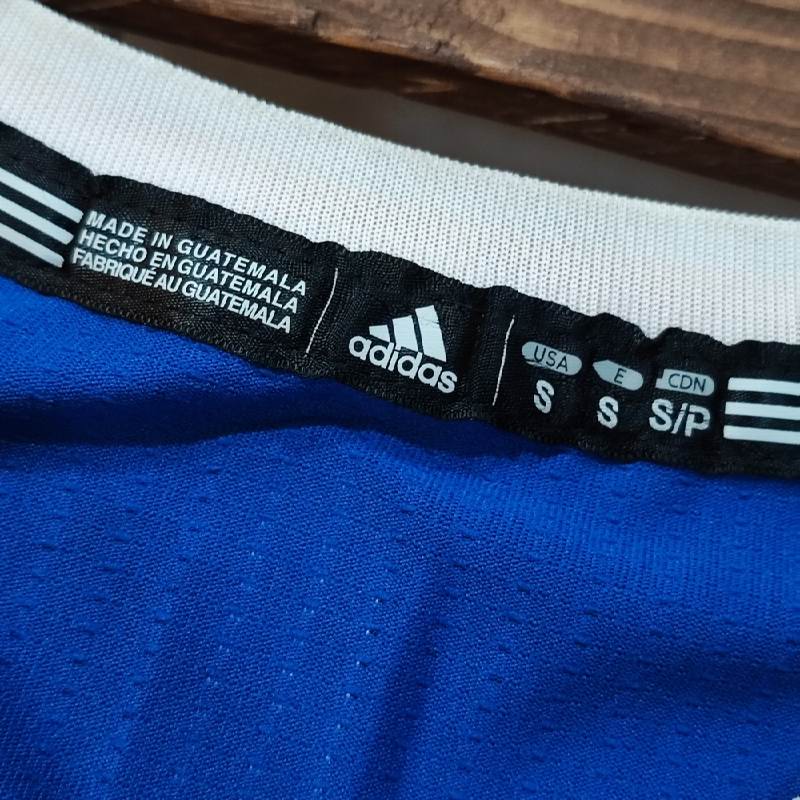 MADE IN GUATEMALA
HECHO EN GUATEMALA
FABRIQUÉ AU GUATEMALA
adidas
USA E CDN
S S S/P